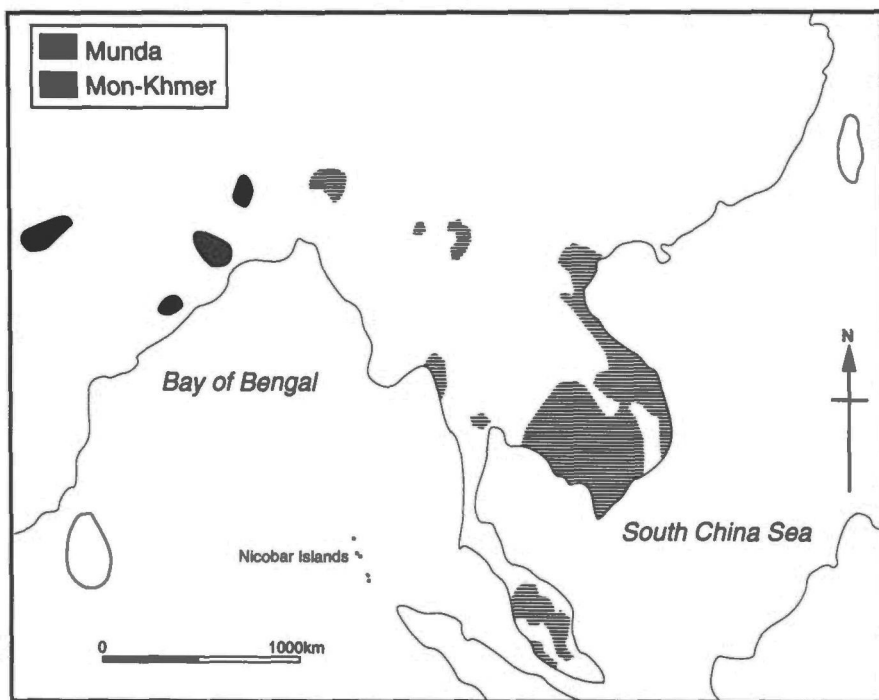 Munda
Mon-Khmer
N
Bay of Bengal
South China Sea
Nicobar Islands
0 1000km